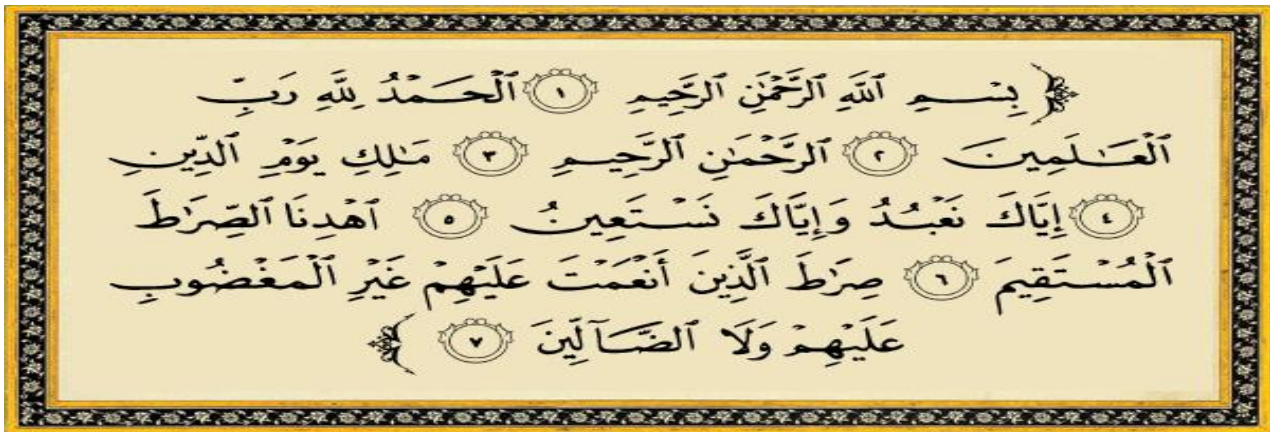 ﴿ بِسْمِ ٱللَّهِ ٱلرَّحْمَٰنِ ٱلرَّحِيمِ ١ ٱلْحَمْدُ لِلَّهِ رَبِّ
ٱلْعَٰلَمِينَ ٢ ٱلرَّحْمَٰنِ ٱلرَّحِيمِ ٣ مَٰلِكِ يَوْمِ ٱلدِّينِ
٤ إِيَّاكَ نَعْبُدُ وَإِيَّاكَ نَسْتَعِينُ ٥ ٱهْدِنَا ٱلصِّرَٰطَ
ٱلْمُسْتَقِيمَ ٦ صِرَٰطَ ٱلَّذِينَ أَنْعَمْتَ عَلَيْهِمْ غَيْرِ ٱلْمَغْضُوبِ
عَلَيْهِمْ وَلَا ٱلضَّآلِّينَ ٧ ﴾